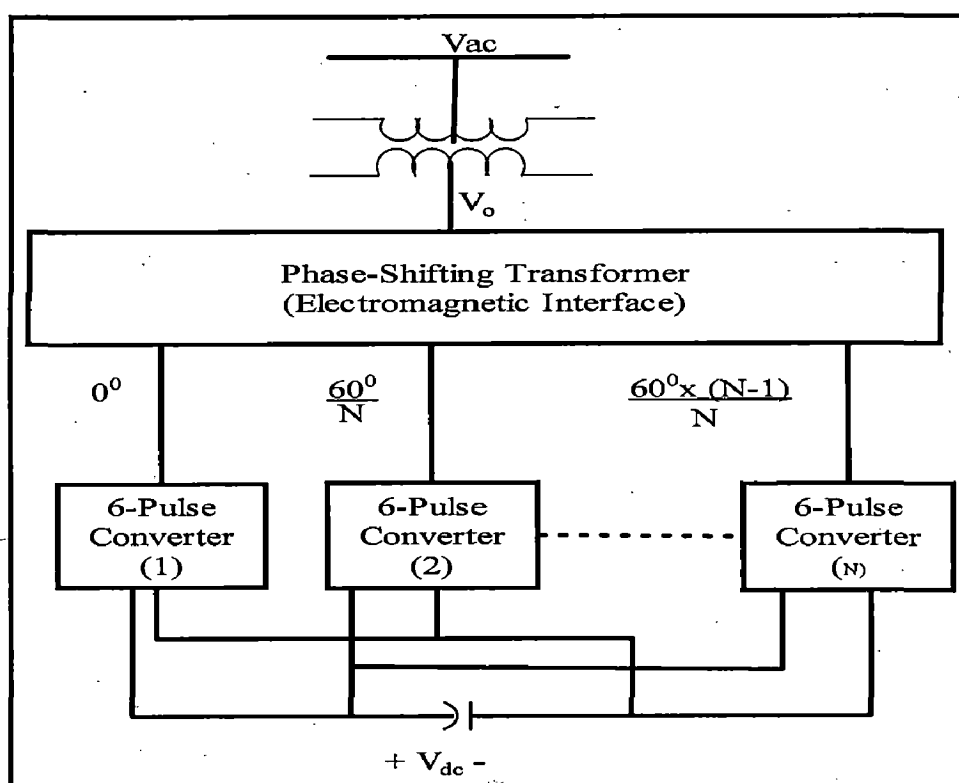 Vac
V₀
Phase-Shifting Transformer
(Electromagnetic Interface)
0⁰
60⁰
N
60⁰x (N-1)
N
6-Pulse
Converter
(1)
6-Pulse
Converter
(2)
6-Pulse
Converter
(N)
+ Vdc -